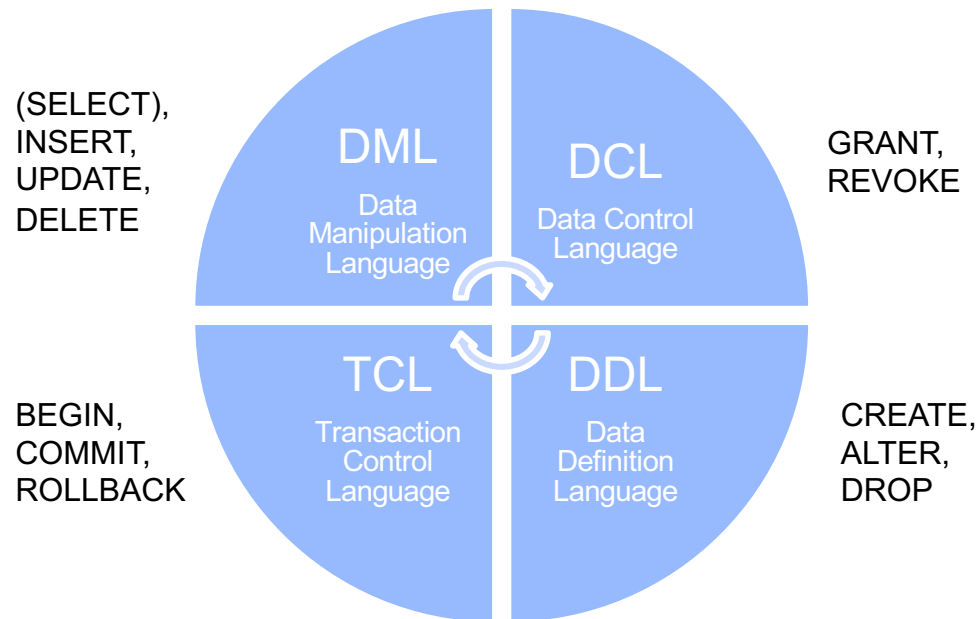 (SELECT),
INSERT,
UPDATE,
DELETE
DML
Data
Manipulation
Language
DCL
Data Control
Language
GRANT,
REVOKE
BEGIN,
COMMIT,
ROLLBACK
TCL
Transaction
Control
Language
DDL
Data
Definition
Language
CREATE,
ALTER,
DROP